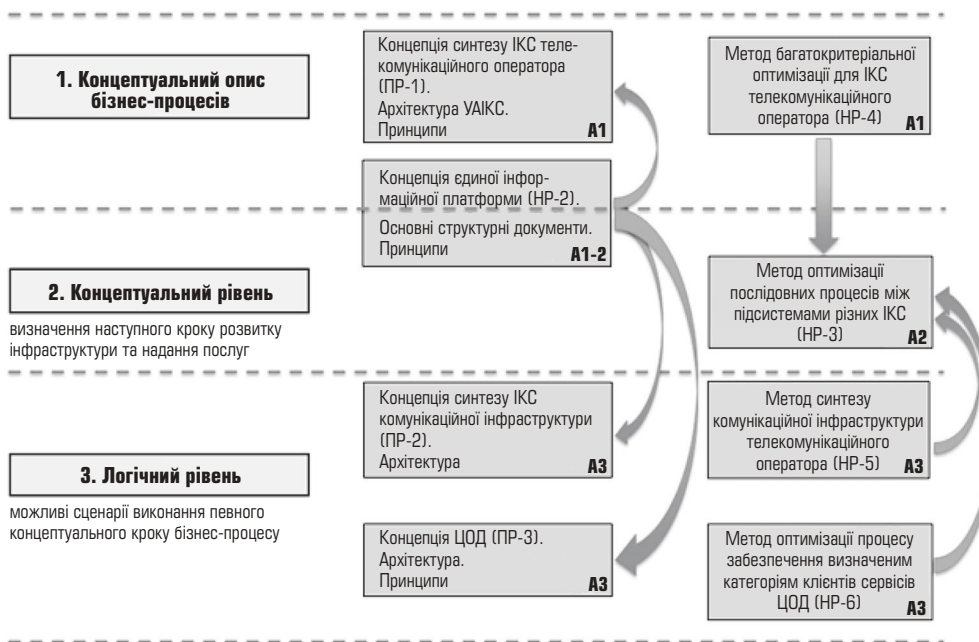 1. Концептуальний опис
бізнес-процесів
Концепція синтезу ІКС теле-
комунікаційного оператора
(ПР-1).
Архітектура УАІКС.
Принципи
А1
Метод багатокритеріальної
оптимізації для ІКС
телекомунікаційного
оператора (НР-4)
А1
Концепція єдиної інфор-
маційної платформи (НР-2).
Основні структурні документи.
Принципи
А1-2
2. Концептуальний рівень
визначення наступного кроку розвитку
інфраструктури та надання послуг
Метод оптимізації
послідовних процесів між
підсистемами різних ІКС
(НР-3)
А2
3. Логічний рівень
можливі сценарії виконання певного
концептуального кроку бізнес-процесу
Концепція синтезу ІКС
комунікаційної інфраструктури
(ПР-2).
Архітектура
А3
Метод синтезу
комунікаційної інфраструктури
телекомунікаційного
оператора (НР-5)
А3
Концепція ЦОД (ПР-3).
Архітектура.
Принципи
А3
Метод оптимізації процесу
забезпечення визначеним
категоріям клієнтів сервісів
ЦОД (НР-6)
А3